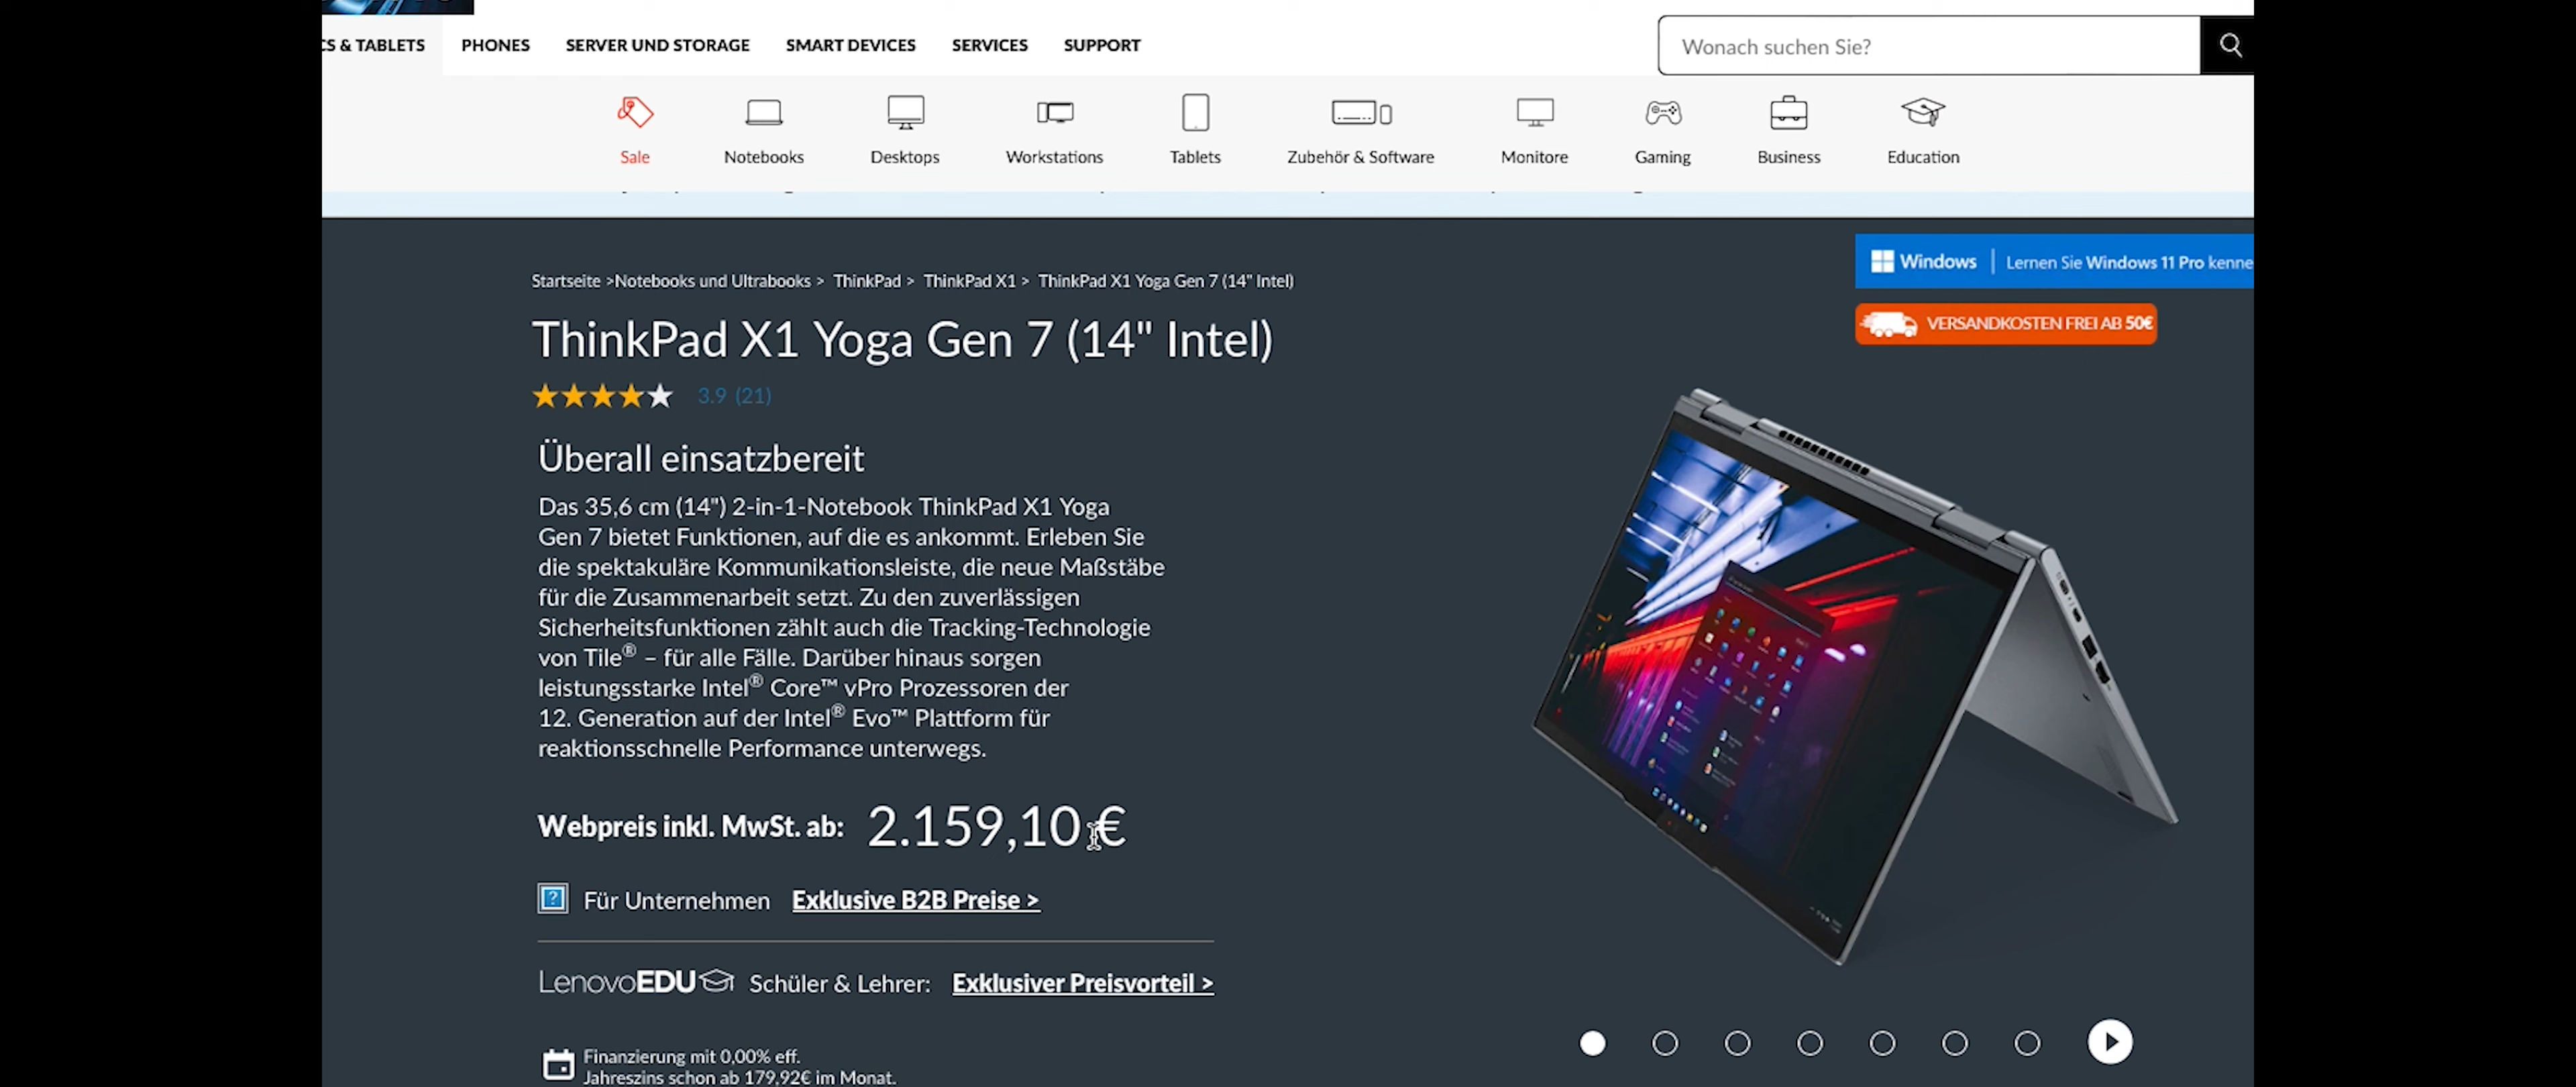 CS & TABLETS PHONES SERVER UND STORAGE SMART DEVICES SERVICES SUPPORT
Wonach suchen Sie?
Sale Notebooks Desktops Workstations Tablets Zubehör & Software Monitore Gaming Business Education
Windows | Lernen Sie Windows 11 Pro kenne
VERSANDKOSTEN FREI AB 50€
Startseite >Notebooks und Ultrabooks > ThinkPad > ThinkPad X1 > ThinkPad X1 Yoga Gen 7 (14" Intel)
ThinkPad X1 Yoga Gen 7 (14" Intel)
3.9 (21)
Überall einsatzbereit
Das 35,6 cm (14") 2-in-1-Notebook ThinkPad X1 Yoga
Gen 7 bietet Funktionen, auf die es ankommt. Erleben Sie
die spektakuläre Kommunikationsleiste, die neue Maßstäbe
für die Zusammenarbeit setzt. Zu den zuverlässigen
Sicherheitsfunktionen zählt auch die Tracking-Technologie
von Tile® – für alle Fälle. Darüber hinaus sorgen
leistungsstarke Intel® Core™ vPro Prozessoren der
12. Generation auf der Intel® Evo™ Plattform für
reaktionsschnelle Performance unterwegs.
Webpreis inkl. MwSt. ab: 2.159,10 €
Für Unternehmen Exklusive B2B Preise >
LenovoEDU Schüler & Lehrer: Exklusiver Preisvorteil >
Finanzierung mit 0,00% eff.
Jahreszins schon ab 179,92€ im Monat.